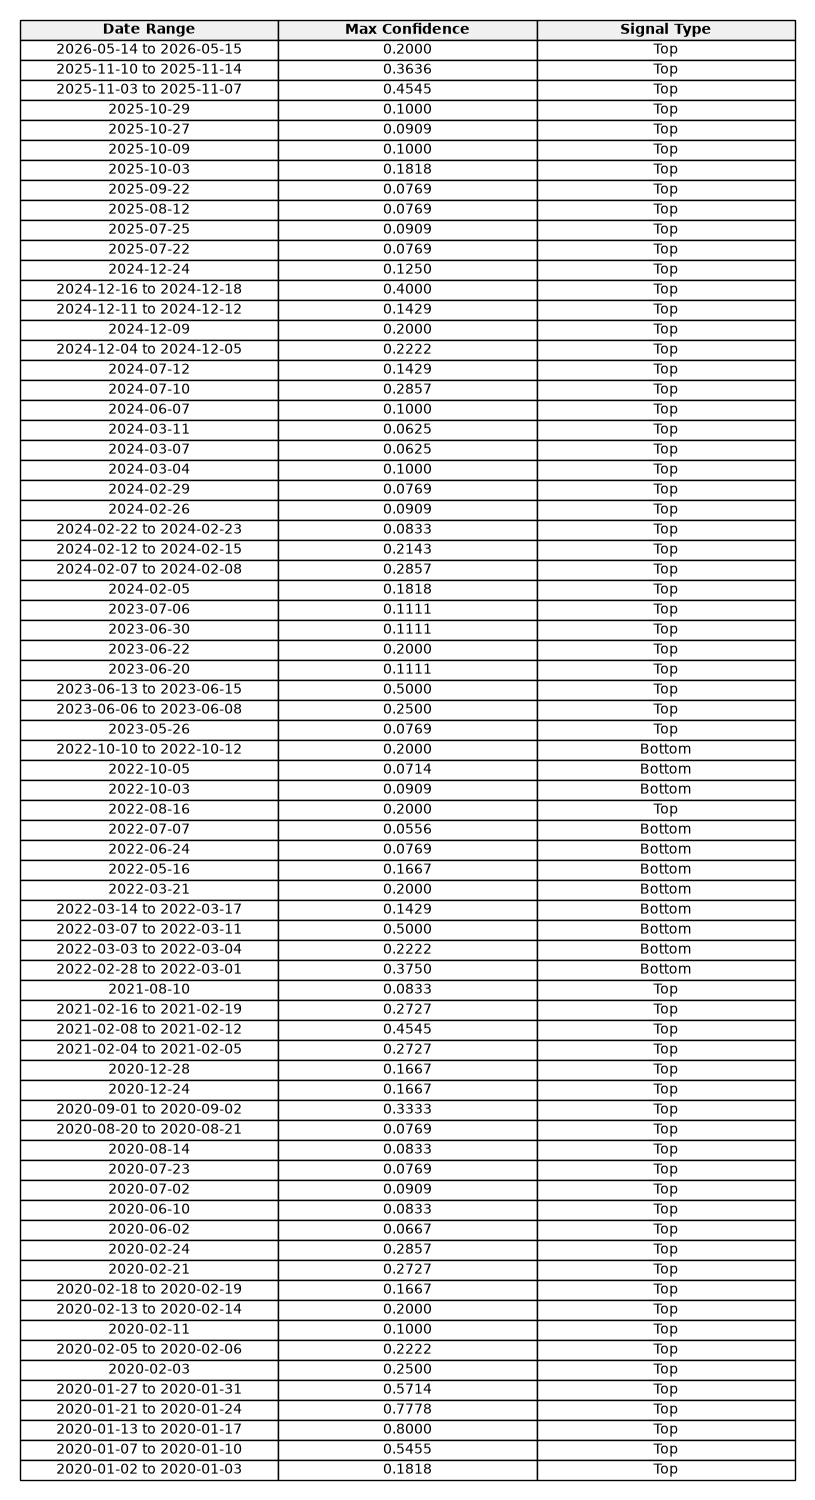 Date Range Max Confidence Signal Type
2026-05-14 to 2026-05-15 0.2000 Top
2025-11-10 to 2025-11-14 0.3636 Top
2025-11-03 to 2025-11-07 0.4545 Top
2025-10-29 0.1000 Top
2025-10-27 0.0909 Top
2025-10-09 0.1000 Top
2025-10-03 0.1818 Top
2025-09-22 0.0769 Top
2025-08-12 0.0769 Top
2025-07-25 0.0909 Top
2025-07-22 0.0769 Top
2024-12-24 0.1250 Top
2024-12-16 to 2024-12-18 0.4000 Top
2024-12-11 to 2024-12-12 0.1429 Top
2024-12-09 0.2000 Top
2024-12-04 to 2024-12-05 0.2222 Top
2024-07-12 0.1429 Top
2024-07-10 0.2857 Top
2024-06-07 0.1000 Top
2024-03-11 0.0625 Top
2024-03-07 0.0625 Top
2024-03-04 0.1000 Top
2024-02-29 0.0769 Top
2024-02-26 0.0909 Top
2024-02-22 to 2024-02-23 0.0833 Top
2024-02-12 to 2024-02-15 0.2143 Top
2024-02-07 to 2024-02-08 0.2857 Top
2024-02-05 0.1818 Top
2023-07-06 0.1111 Top
2023-06-30 0.1111 Top
2023-06-22 0.2000 Top
2023-06-20 0.1111 Top
2023-06-13 to 2023-06-15 0.5000 Top
2023-06-06 to 2023-06-08 0.2500 Top
2023-05-26 0.0769 Top
2022-10-10 to 2022-10-12 0.2000 Bottom
2022-10-05 0.0714 Bottom
2022-10-03 0.0909 Bottom
2022-08-16 0.2000 Top
2022-07-07 0.0556 Bottom
2022-06-24 0.0769 Bottom
2022-05-16 0.1667 Bottom
2022-03-21 0.2000 Bottom
2022-03-14 to 2022-03-17 0.1429 Bottom
2022-03-07 to 2022-03-11 0.5000 Bottom
2022-03-03 to 2022-03-04 0.2222 Bottom
2022-02-28 to 2022-03-01 0.3750 Bottom
2021-08-10 0.0833 Top
2021-02-16 to 2021-02-19 0.2727 Top
2021-02-08 to 2021-02-12 0.4545 Top
2021-02-04 to 2021-02-05 0.2727 Top
2020-12-28 0.1667 Top
2020-12-24 0.1667 Top
2020-09-01 to 2020-09-02 0.3333 Top
2020-08-20 to 2020-08-21 0.0769 Top
2020-08-14 0.0833 Top
2020-07-23 0.0769 Top
2020-07-02 0.0909 Top
2020-06-10 0.0833 Top
2020-06-02 0.0667 Top
2020-02-24 0.2857 Top
2020-02-21 0.2727 Top
2020-02-18 to 2020-02-19 0.1667 Top
2020-02-13 to 2020-02-14 0.2000 Top
2020-02-11 0.1000 Top
2020-02-05 to 2020-02-06 0.2222 Top
2020-02-03 0.2500 Top
2020-01-27 to 2020-01-31 0.5714 Top
2020-01-21 to 2020-01-24 0.7778 Top
2020-01-13 to 2020-01-17 0.8000 Top
2020-01-07 to 2020-01-10 0.5455 Top
2020-01-02 to 2020-01-03 0.1818 Top